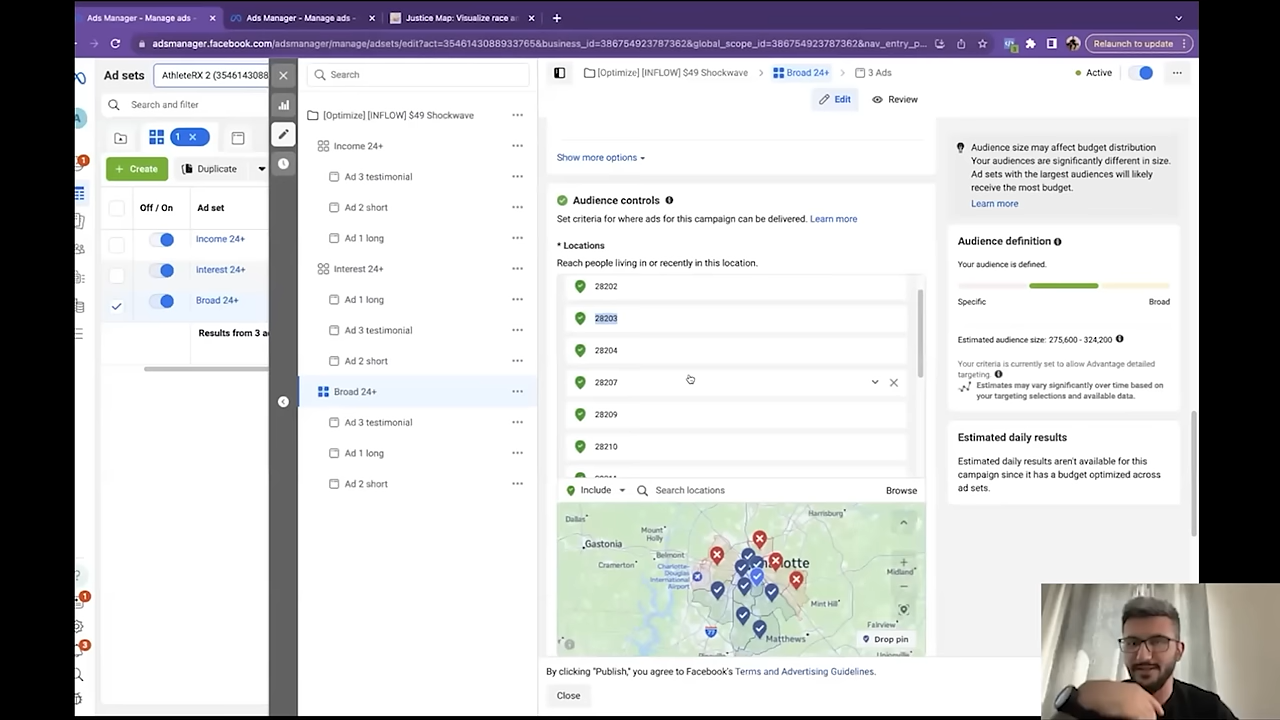 Ads Manager - Manage ads -
Ads Manager - Manage ads -
Justice Map: Visualize race a
adsmanager.facebook.com/adsmanager/manage/adsets/edit?act=3546143088933765&business_id=386754923787362&global_scope_id=386754923787362&nav_entry_p...
Relaunch to update
Ad sets
AthleteRX 2 (35461430889
Search and filter
1
Create
Duplicate
Off / On
Ad set
Income 24+
Interest 24+
Broad 24+
Results from 3 a
Search
[Optimize] [INFLOW] $49 Shockwave
Income 24+
Ad 3 testimonial
Ad 2 short
Ad 1 long
Interest 24+
Ad 1 long
Ad 3 testimonial
Ad 2 short
Broad 24+
Ad 3 testimonial
Ad 1 long
Ad 2 short
[Optimize] [INFLOW] $49 Shockwave
Broad 24+
3 Ads
Active
Edit
Review
Show more options
Audience controls
Set criteria for where ads for this campaign can be delivered. Learn more
* Locations
Reach people living in or recently in this location.
28202
28203
28204
28207
28209
28210
Include
Search locations
Browse
Dallas
Harrisburg
Mount Holly
Gastonia
Belmont
Cramerton
Charlotte-Douglas International Airport
Midland
Mint Hill
Fairview
Matthews
77
Drop pin
By clicking "Publish," you agree to Facebook's Terms and Advertising Guidelines.
Close
Audience size may affect budget distribution
Your audiences are significantly different in size.
Ad sets with the largest audiences will likely
receive the most budget.
Learn more
Audience definition
Your audience is defined.
Specific
Broad
Estimated audience size: 275,600 - 324,200
Your criteria is currently set to allow Advantage detailed
targeting.
Estimates may vary significantly over time based on
your targeting selections and available data.
Estimated daily results
Estimated daily results aren't available for this
campaign since it has a budget optimized across
ad sets.